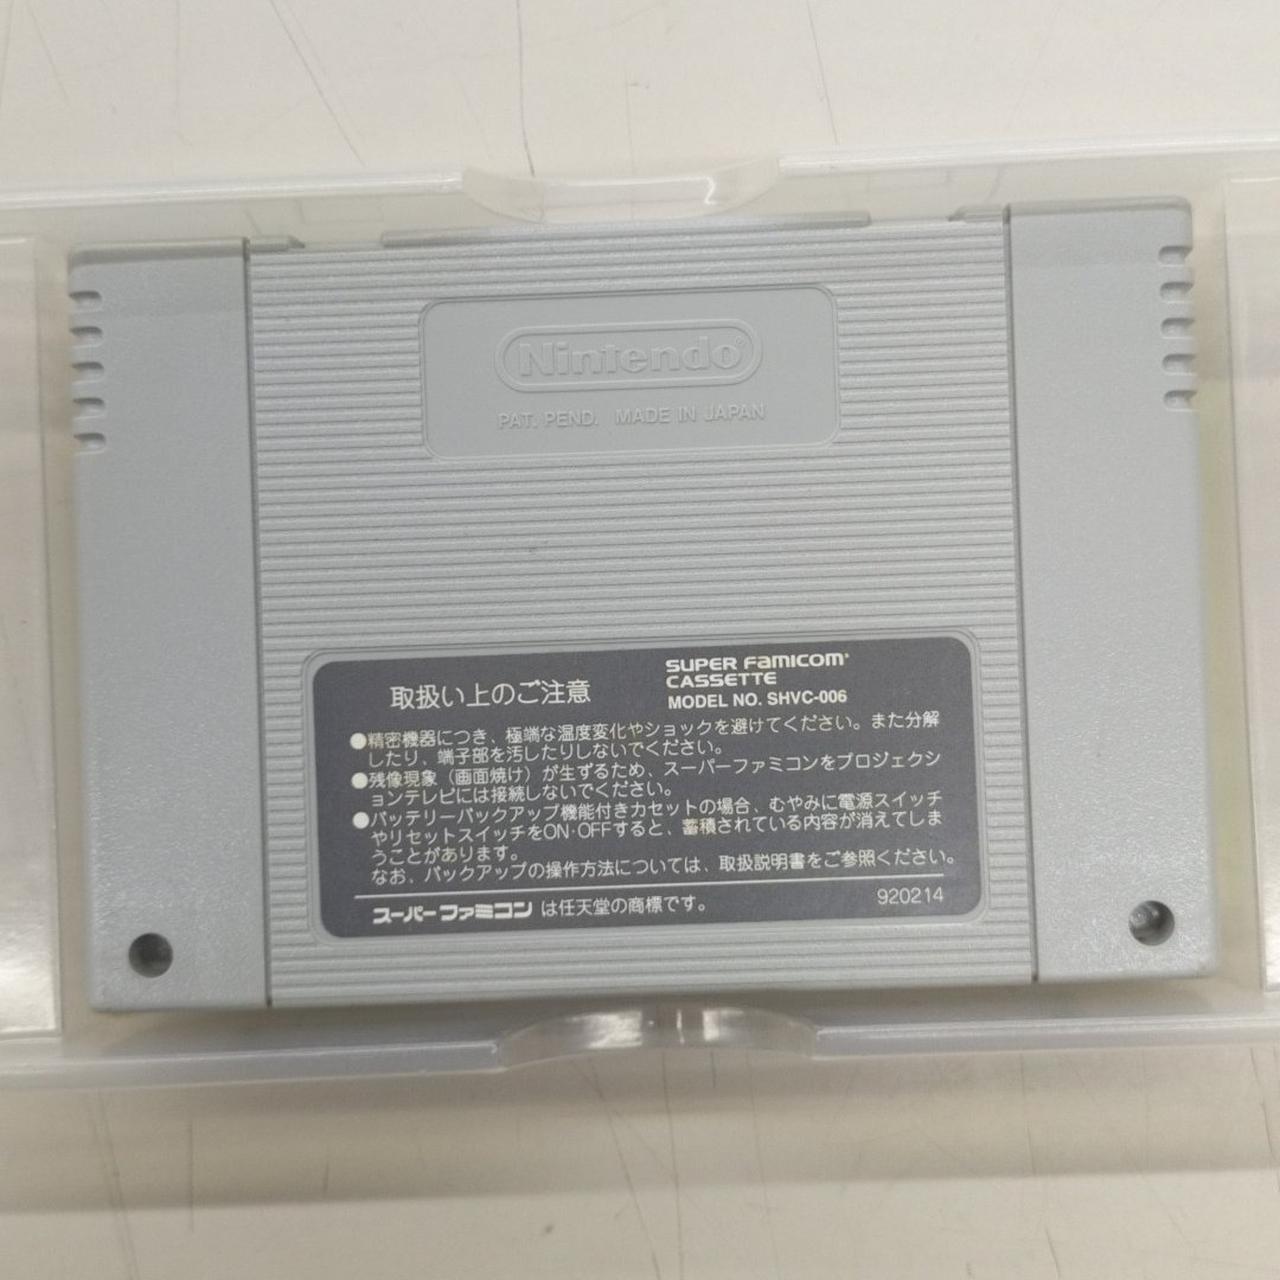 Nintendo®
PAT. PEND. MADE IN JAPAN
取扱い上のご注意
SUPER FAMICOM®
CASSETTE
MODEL NO. SHVC-006
●精密機器につき、極端な温度変化やショックを避けてください。また分解
したり、端子部を汚したりしないでください。
●残像現象（画面焼け）が生ずるため、スーパーファミコンをプロジェクシ
ョンテレビには接続しないでください。
●バッテリーバックアップ機能付きカセットの場合、むやみに電源スイッチ
やリセットスイッチをON·OFFすると、蓄積されている内容が消えてしま
うことがあります。
なお、バックアップの操作方法については、取扱説明書をご参照ください。
スーパーファミコン は任天堂の商標です。
920214